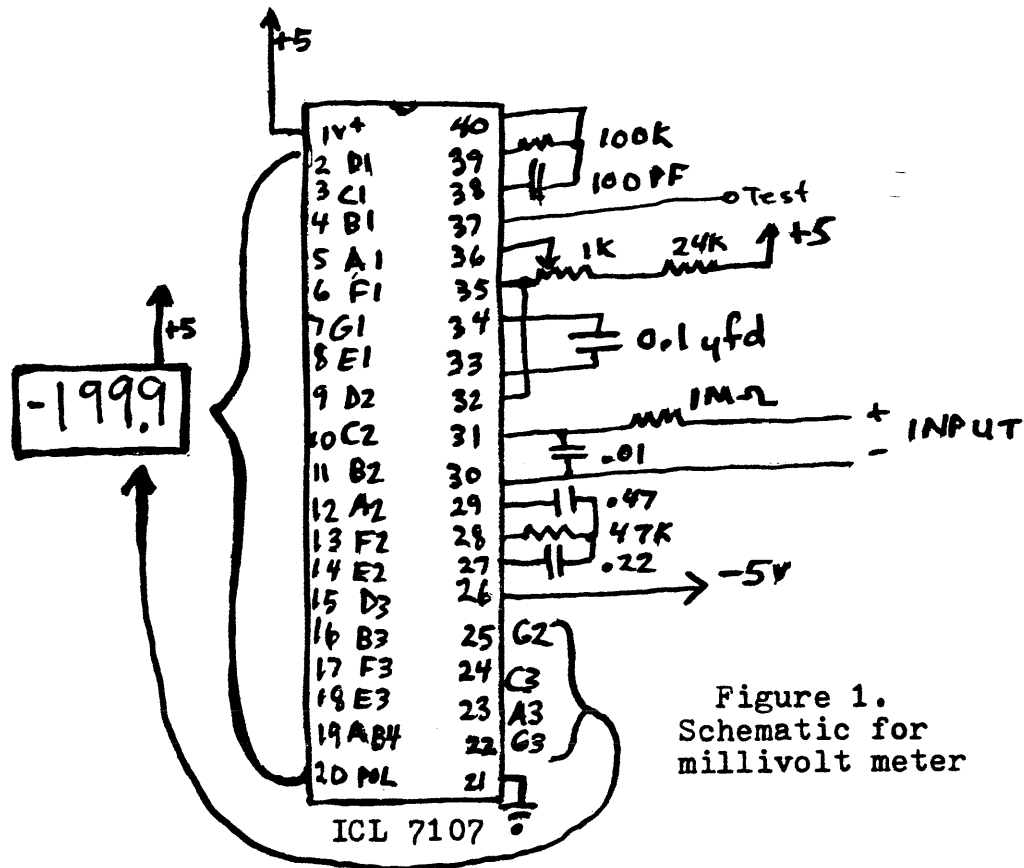 +5
1 V+
2 D1
3 C1
4 B1
5 A1
6 F1
7 G1
8 E1
9 D2
10 C2
11 B2
12 A2
13 F2
14 E2
15 D3
16 B3
17 F3
18 E3
19 AB4
20 POL
40
39
38
37
36
35
34
33
32
31
30
29
28
27
26
25 G2
24 C3
23 A3
22 G3
21
100K
100PF
Test
1K 24K +5
0.1 µfd
1MΩ
+
INPUT
-
.01
.47
47K
.22
-5V
+5
-199.9
ICL 7107
Figure 1.
Schematic for
millivolt meter